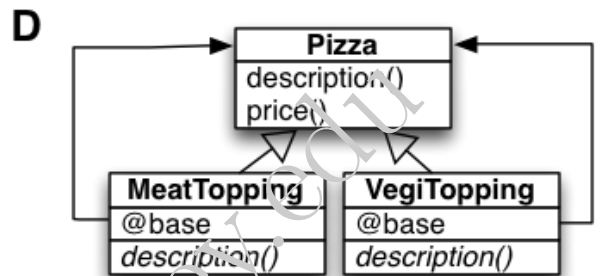 D
Pizza
description()
price()
MeatTopping
@base
description()
VegiTopping
@base
description()